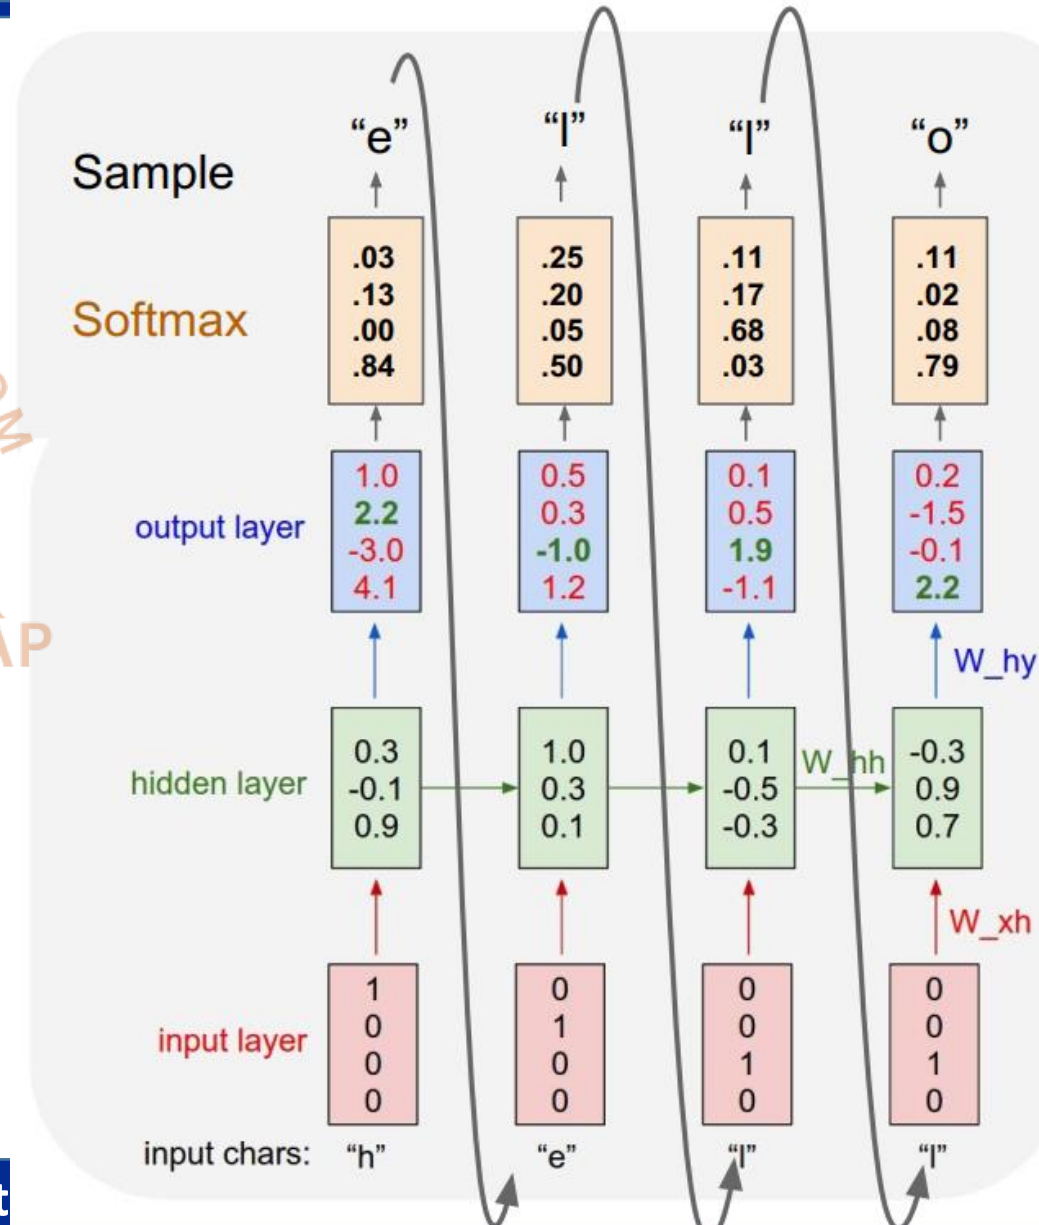 “e” “l” “l” “o”
Sample
.03 .25 .11 .11
.13 .20 .17 .02
Softmax
.00 .05 .68 .08
.84 .50 .03 .79
1.0 0.5 0.1 0.2
2.2 0.3 0.5 -1.5
output layer
-3.0 -1.0 1.9 -0.1
4.1 1.2 -1.1 2.2
W_hy
0.3 1.0 0.1 W_hh -0.3
hidden layer -0.1 0.3 -0.5 0.9
0.9 0.1 -0.3 0.7
W_xh
1 0 0 0
input layer 0 1 0 0
0 0 1 1
0 0 0 0
input chars: “h” “e” “l” “l”